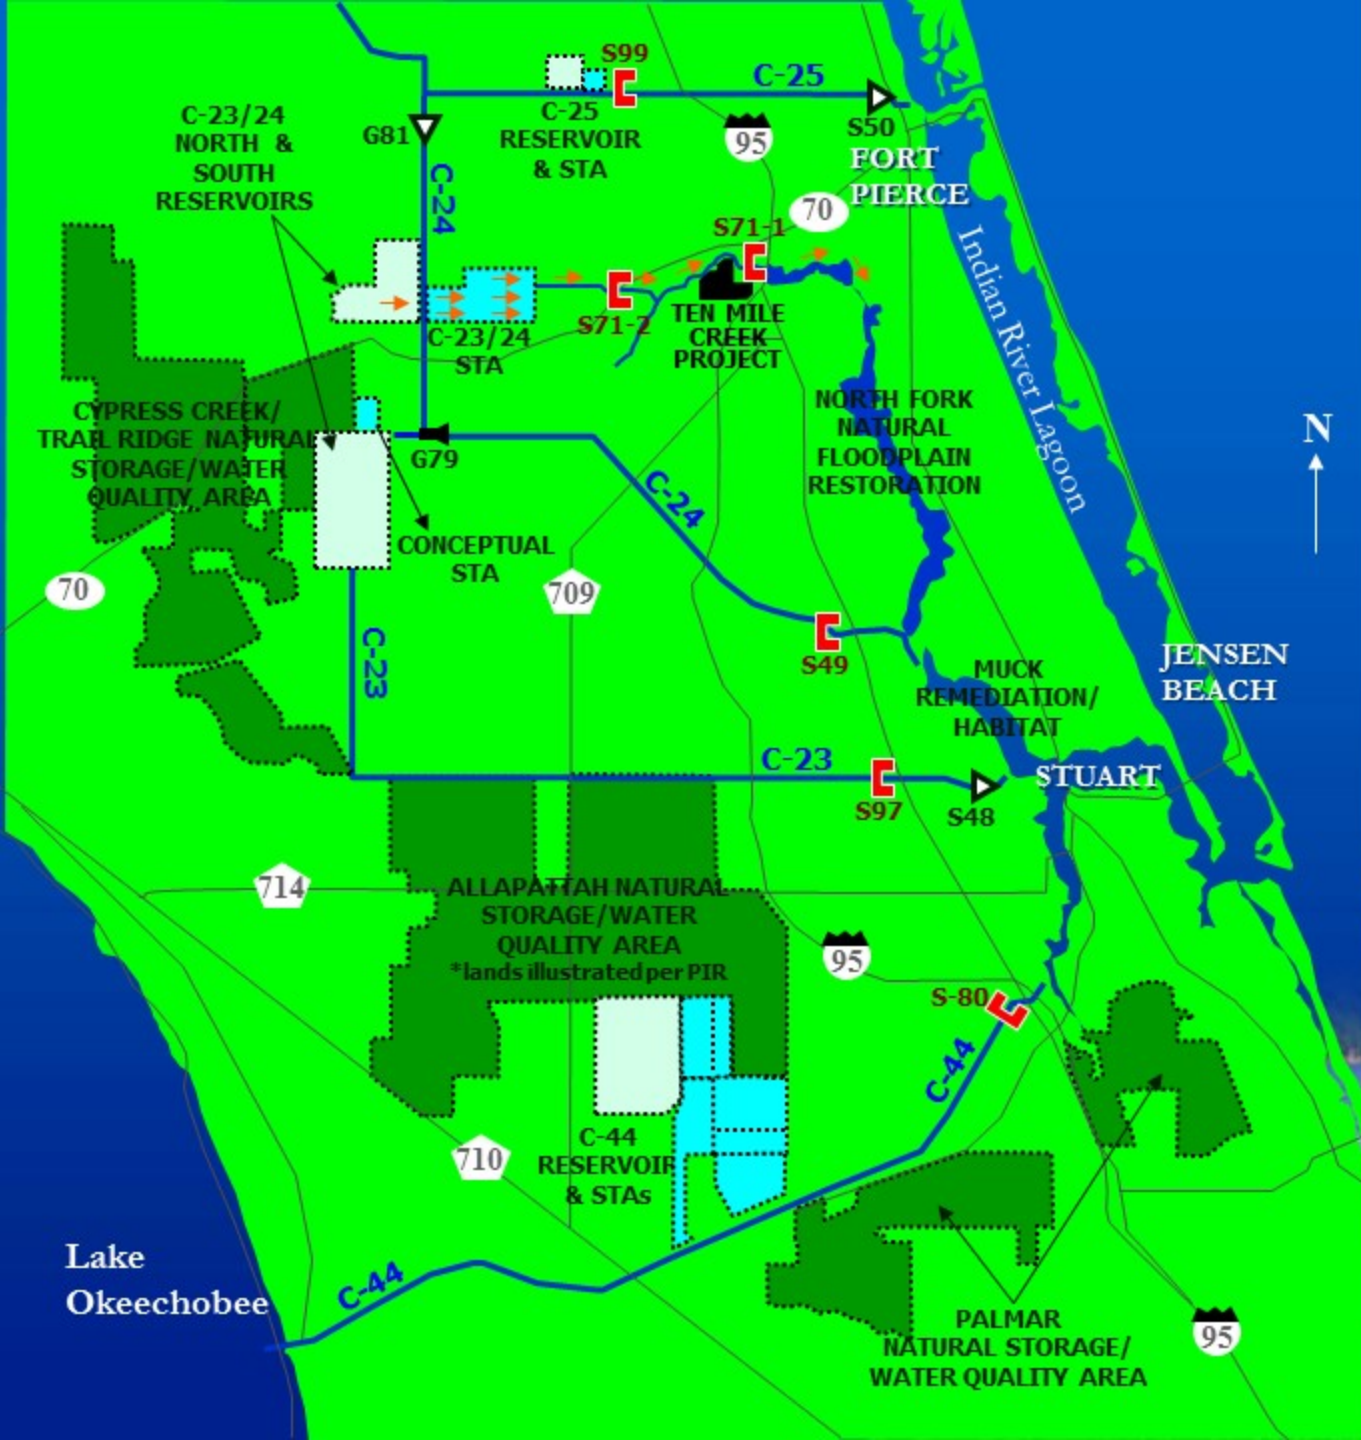 S99
C-25
C-23/24
NORTH &
SOUTH
RESERVOIRS
G81
C-25
RESERVOIR
& STA
95
S50
FORT
PIERCE
C-24
70
S71-1
Indian River Lagoon
S71-2
TEN MILE
CREEK
PROJECT
C-23/24
STA
CYPRESS CREEK/
TRAIL RIDGE NATURAL
STORAGE/WATER
QUALITY AREA
NORTH FORK
NATURAL
FLOODPLAIN
RESTORATION
N
G79
C-24
CONCEPTUAL
STA
70
709
C-23
S49
MUCK
REMEDIATION/
HABITAT
JENSEN
BEACH
C-23
STUART
S97
S48
714
ALLAPATTAH NATURAL
STORAGE/WATER
QUALITY AREA
*lands illustrated per PIR
95
S-80
C-44
C-44
RESERVOIR
& STAs
710
Lake
Okeechobee
C-44
PALMAR
NATURAL STORAGE/
WATER QUALITY AREA
95